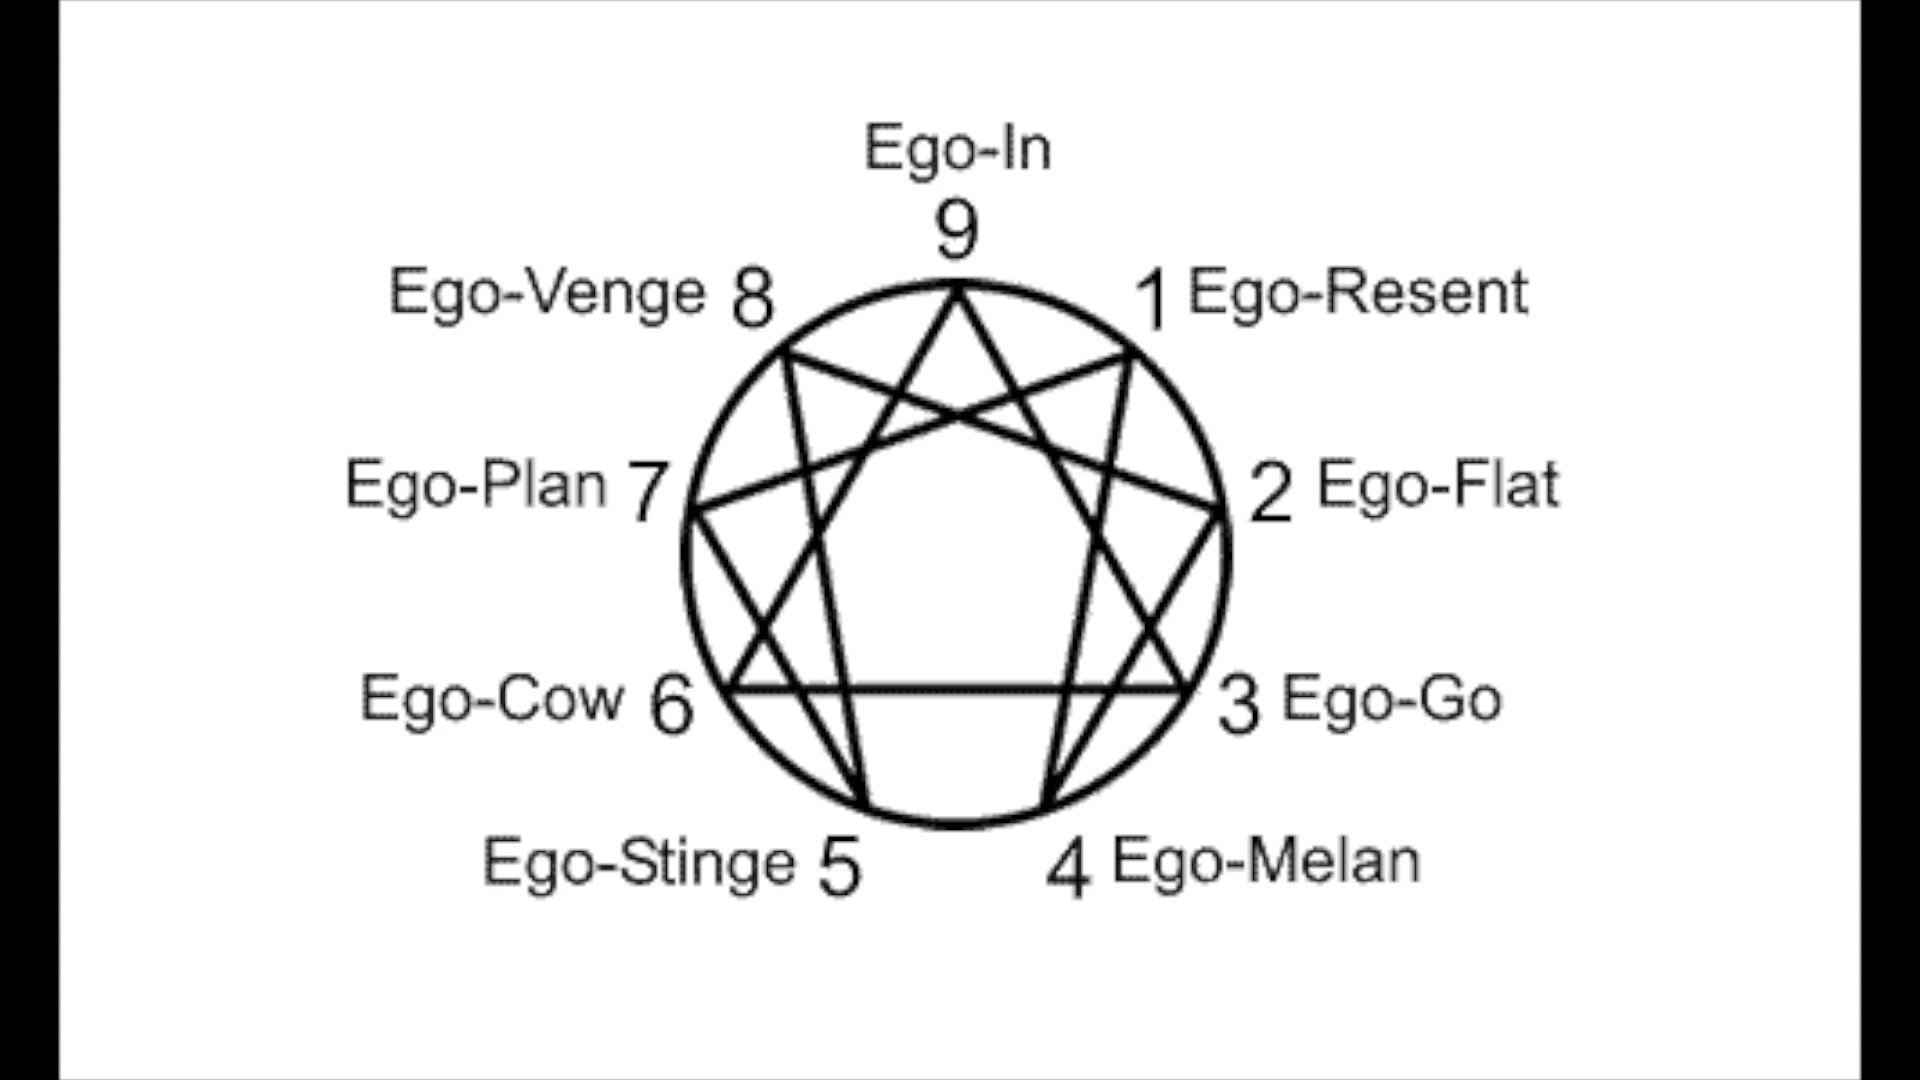 Ego-In
9
Ego-Venge 8
1 Ego-Resent
Ego-Plan 7
2 Ego-Flat
Ego-Cow 6
3 Ego-Go
Ego-Stinge 5
4 Ego-Melan